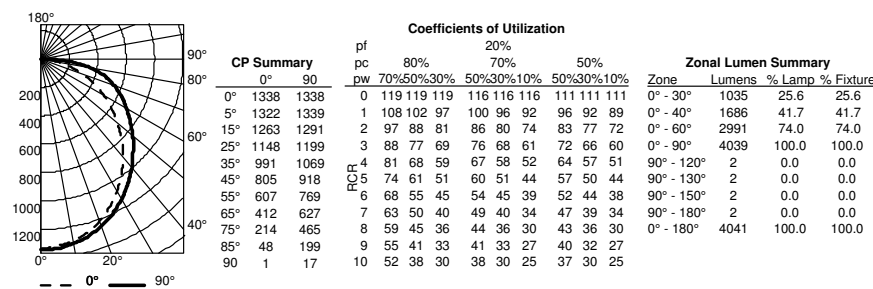 180°
90°
80°
60°
40°
200
400
600
800
1000
1200
0° 20°
0° 90°
CP Summary
0° 90
0° 1338 1338
5° 1322 1339
15° 1263 1291
25° 1148 1199
35° 991 1069
45° 805 918
55° 607 769
65° 412 627
75° 214 465
85° 48 199
90 1 17
Coefficients of Utilization
pf 20%
pc 80% 70% 50%
pw 70%50%30% 50%30%10% 50%30%10%
RCR
0 119 119 119 116 116 116 111 111 111
1 108 102 97 100 96 92 96 92 89
2 97 88 81 86 80 74 83 77 72
3 88 77 69 76 68 61 72 66 60
4 81 68 59 67 58 52 64 57 51
5 74 61 51 60 51 44 57 50 44
6 68 55 45 54 45 39 52 44 38
7 63 50 40 49 40 34 47 39 34
8 59 45 36 44 36 30 43 36 30
9 55 41 33 41 33 27 40 32 27
10 52 38 30 38 30 25 37 30 25
Zonal Lumen Summary
Zone Lumens % Lamp % Fixture
0° - 30° 1035 25.6 25.6
0° - 40° 1686 41.7 41.7
0° - 60° 2991 74.0 74.0
0° - 90° 4039 100.0 100.0
90° - 120° 2 0.0 0.0
90° - 130° 2 0.0 0.0
90° - 150° 2 0.0 0.0
90° - 180° 2 0.0 0.0
0° - 180° 4041 100.0 100.0